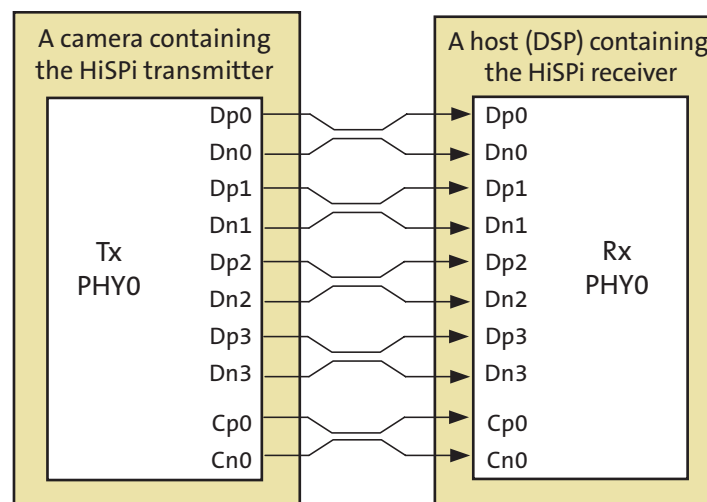 A camera containing
the HiSPi transmitter
A host (DSP) containing
the HiSPi receiver
Tx
PHY0
Dp0
Dn0
Dp1
Dn1
Dp2
Dn2
Dp3
Dn3
Cp0
Cn0
Dp0
Dn0
Dp1
Dn1
Dp2
Dn2
Dp3
Dn3
Cp0
Cn0
Rx
PHY0